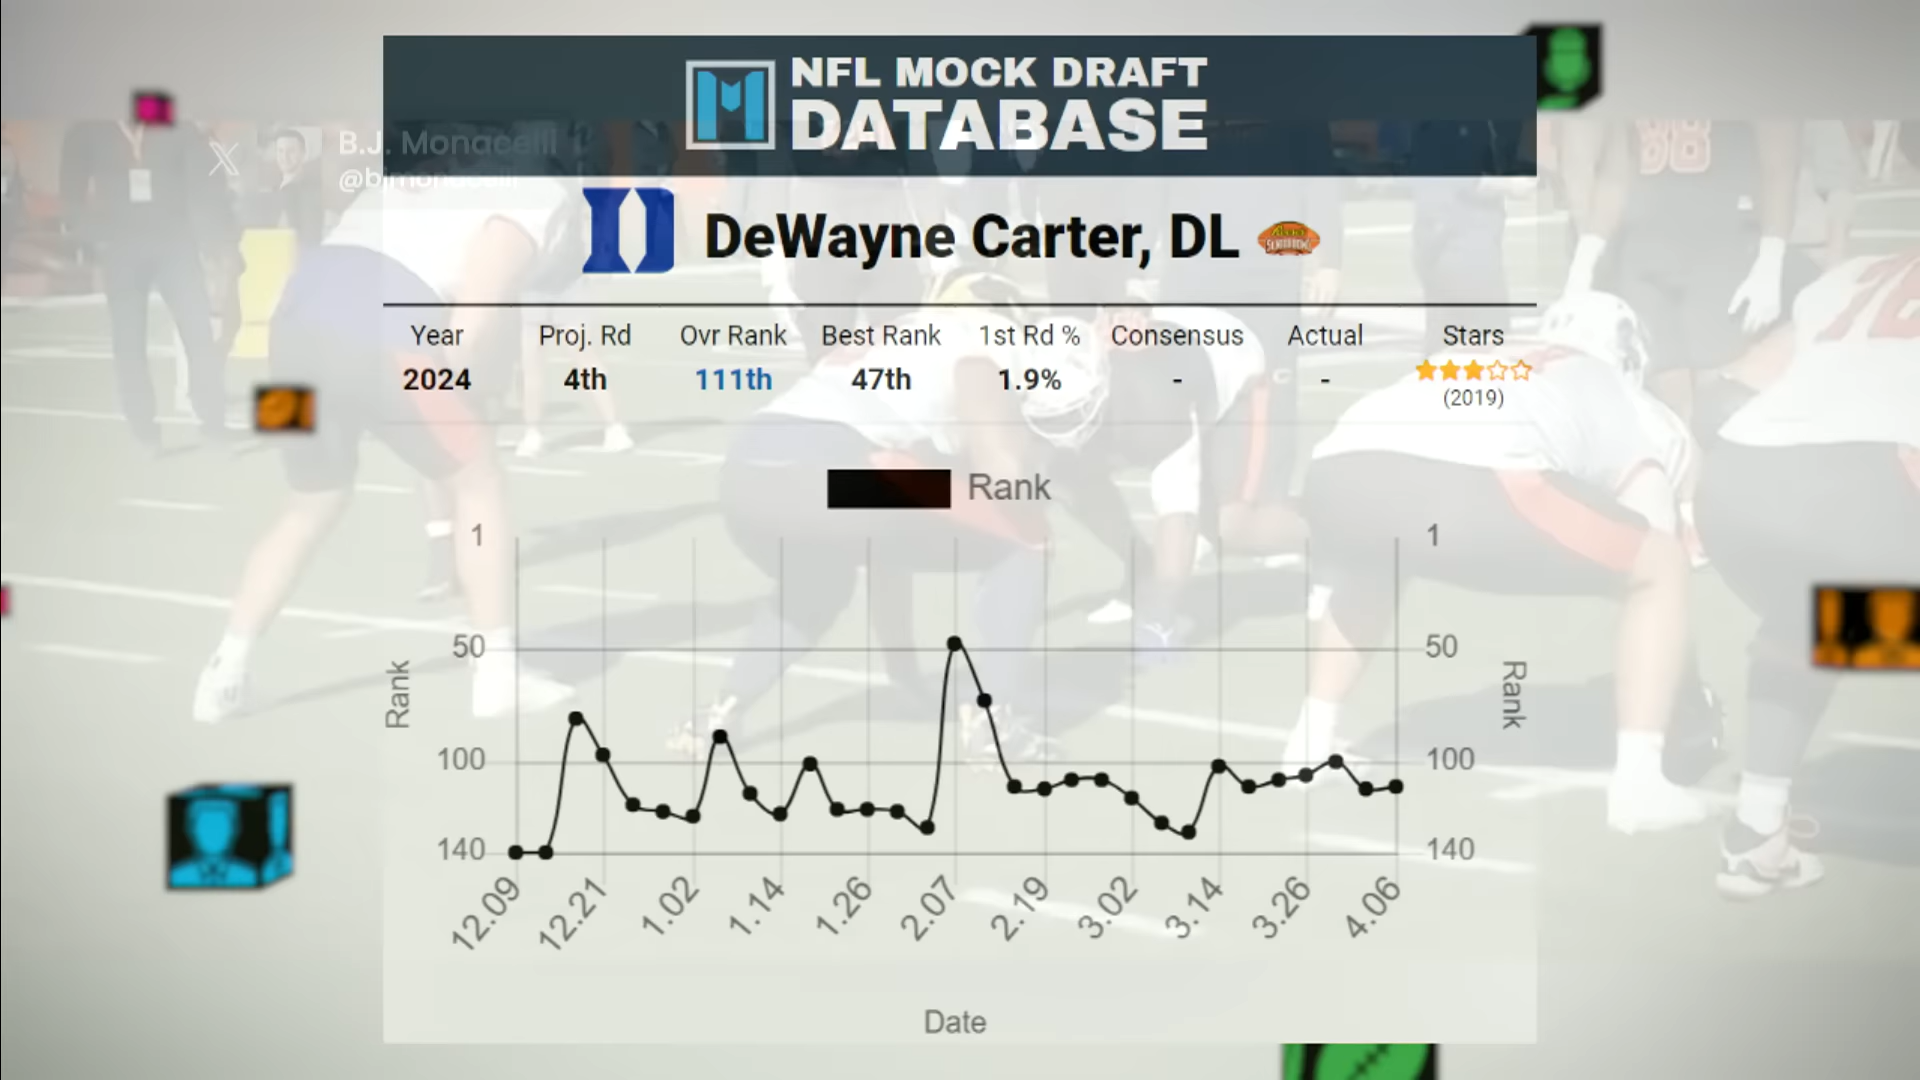 NFL MOCK DRAFT
DATABASE
B.J. Monacelli
@bjmonacelli
DeWayne Carter, DL
Year Proj. Rd Ovr Rank Best Rank 1st Rd % Consensus Actual Stars
2024 4th 111th 47th 1.9% - -
(2019)
Rank
1 1
50 50
100 100
140 140
Rank Rank
12.09 12.21 1.02 1.14 1.26 2.07 2.19 3.02 3.14 3.26 4.06
Date